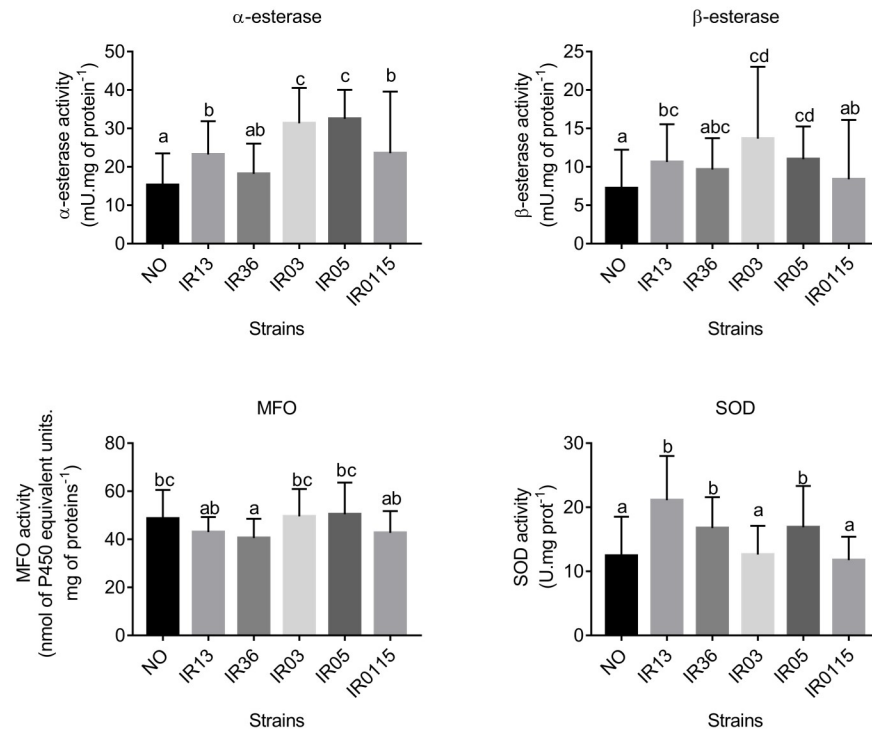 α-esterase
α-esterase activity
(mU.mg of protein⁻¹)
50
40
30
20
10
0
a
b
ab
c
c
b
NO
IR13
IR36
IR03
IR05
IR0115
Strains
β-esterase
β-esterase activity
(mU.mg of protein⁻¹)
25
20
15
10
5
0
a
bc
abc
cd
cd
ab
NO
IR13
IR36
IR03
IR05
IR0115
Strains
MFO
MFO activity
(nmol of P450 equivalent units.
mg of proteins⁻¹)
80
60
40
20
0
bc
ab
a
bc
bc
ab
NO
IR13
IR36
IR03
IR05
IR0115
Strains
SOD
SOD activity
(U.mg prot⁻¹)
30
20
10
0
a
b
b
a
b
a
NO
IR13
IR36
IR03
IR05
IR0115
Strains